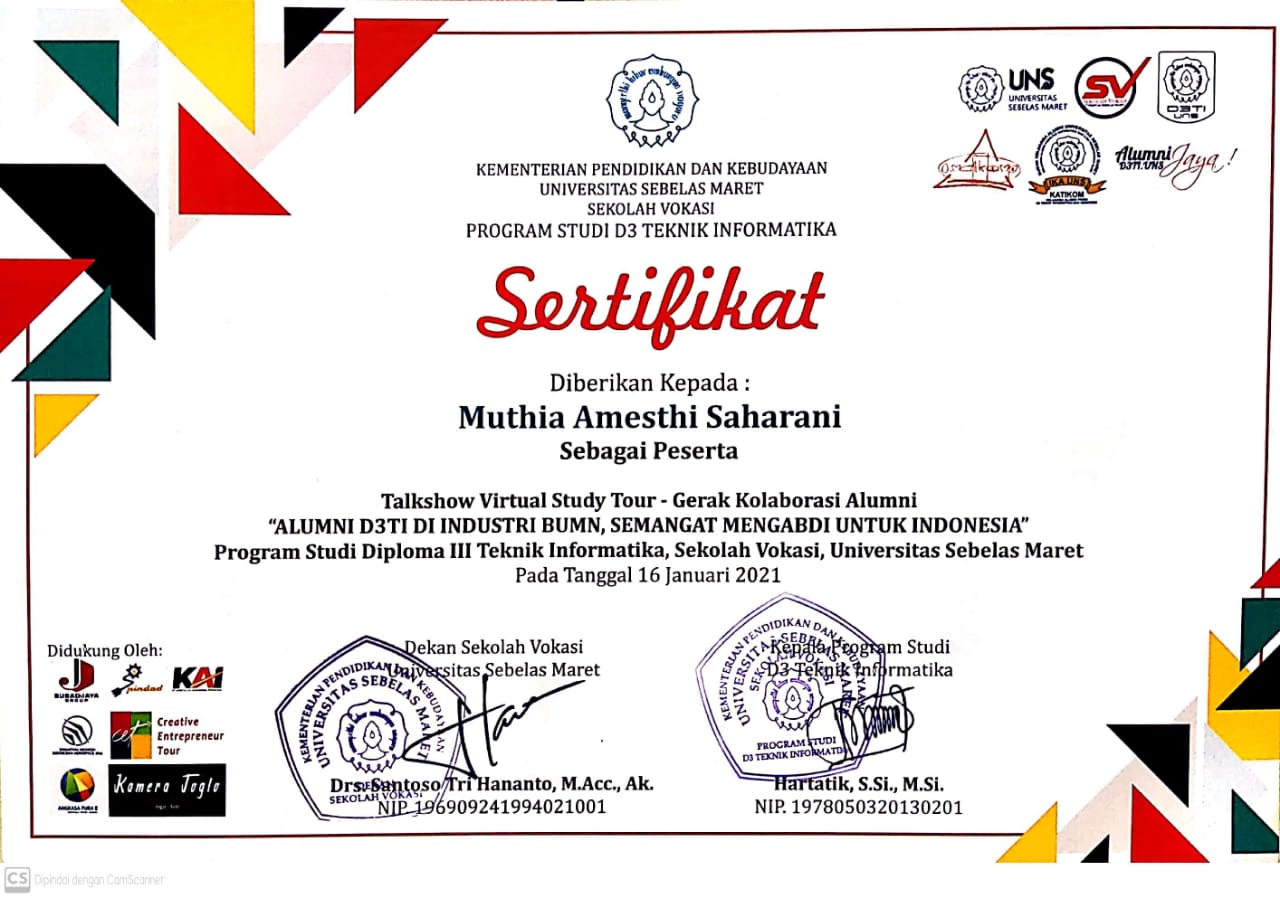 KEMENTERIAN PENDIDIKAN DAN KEBUDAYAAN
UNIVERSITAS SEBELAS MARET
SEKOLAH VOKASI
PROGRAM STUDI D3 TEKNIK INFORMATIKA
UNS
UNIVERSITAS
SEBELAS MARET
SV
D3TI
UNS
IKA UNS
KATIKOM
Alumni Jaya!
D3TI.UNS
Sertifikat
Diberikan Kepada :
Muthia Amesthi Saharani
Sebagai Peserta
Talkshow Virtual Study Tour - Gerak Kolaborasi Alumni
“ALUMNI D3TI DI INDUSTRI BUMN, SEMANGAT MENGABDI UNTUK INDONESIA”
Program Studi Diploma III Teknik Informatika, Sekolah Vokasi, Universitas Sebelas Maret
Pada Tanggal 16 Januari 2021
Didukung Oleh:
SUBADJAYA
GROUP
pindad
KAI
cet
Creative
Entrepreneur
Tour
ANGKASA PURA II
Kamera Joglo
Dekan Sekolah Vokasi
Universitas Sebelas Maret
KEMENTERIAN PENDIDIKAN DAN KEBUDAYAAN
UNIVERSITAS SEBELAS MARET
SEKOLAH VOKASI
Drs. Santoso Tri Hananto, M.Acc., Ak.
NIP. 196909241994021001
Kepala Program Studi
D3 Teknik Informatika
KEMENTERIAN PENDIDIKAN DAN KEBUDAYAAN
UNIVERSITAS SEBELAS MARET
SEKOLAH VOKASI
PROGRAM STUDI
D3 TEKNIK INFORMATIKA
Hartatik, S.Si., M.Si.
NIP. 1978050320130201
CS Dipindai dengan CamScanner